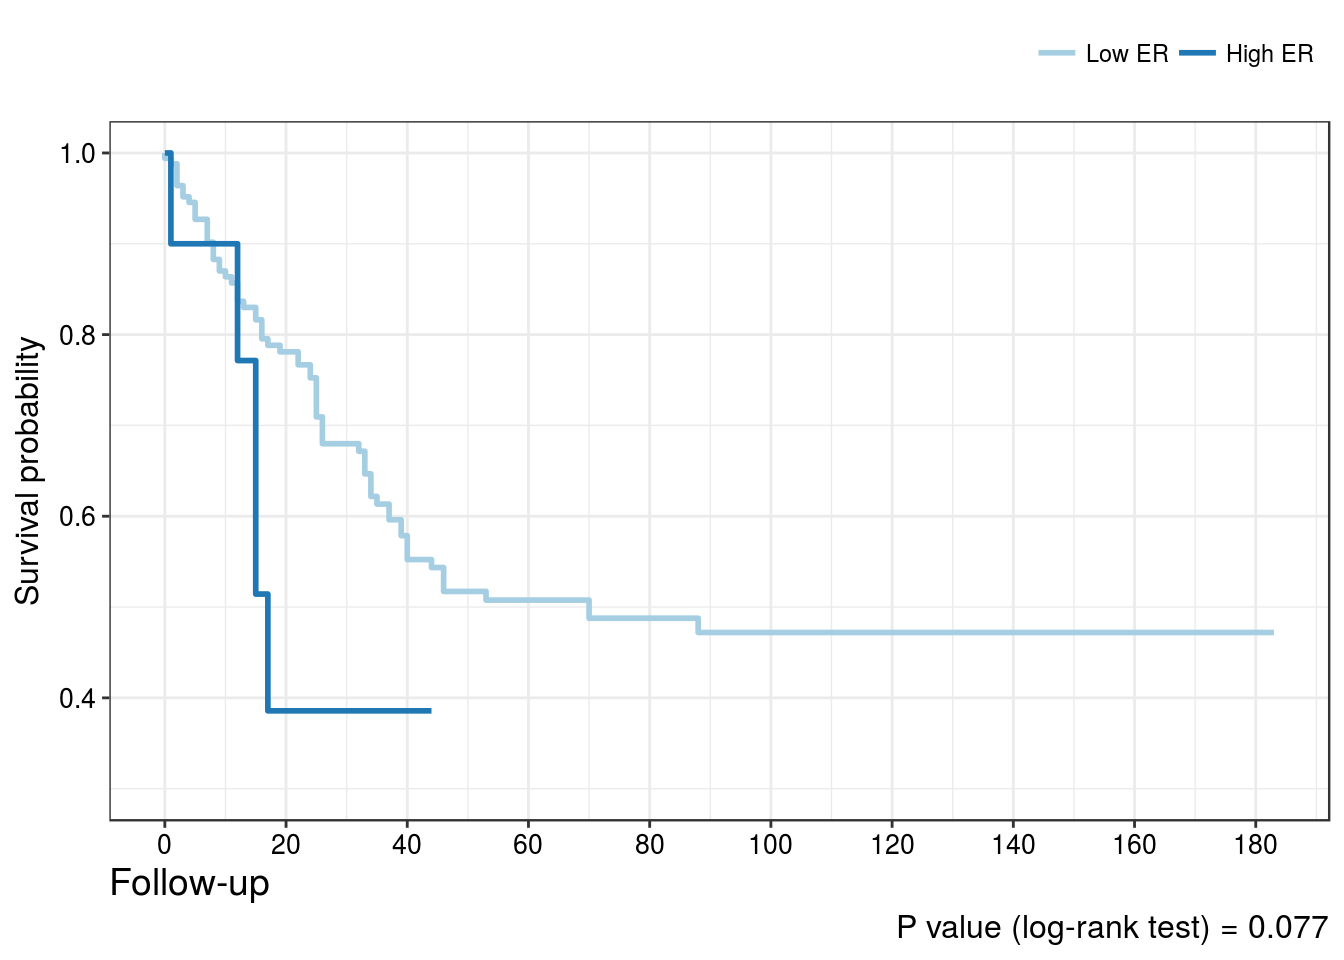 Low ER High ER
1.0
0.8
0.6
0.4
Survival probability
0 20 40 60 80 100 120 140 160 180
Follow-up
P value (log-rank test) = 0.077